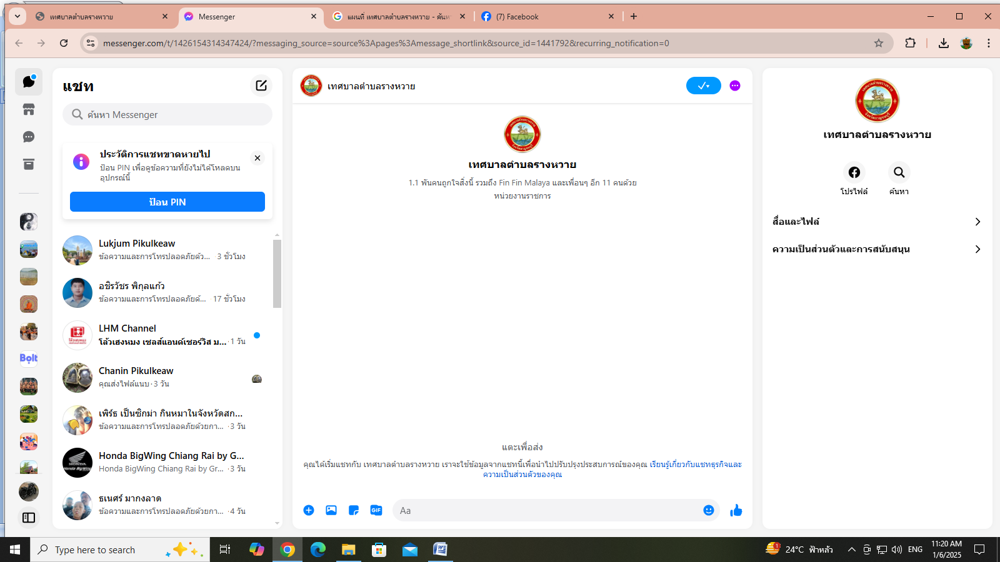 เทศบาลตำบลรางหวาย
Messenger
แผนที่ เทศบาลตำบลรางหวาย - ค้นหา
(7) Facebook
messenger.com/t/1426154314347424/?messaging_source=source%3Apages%3Amessage_shortlink&source_id=1441792&recurring_notification=0
แชท
ค้นหา Messenger
ประวัติการแชทขาดหายไป
ป้อน PIN เพื่อดูข้อความที่ยังไม่ได้โหลดบน
อุปกรณ์นี้
ป้อน PIN
Lukjum Pikulkeaw
ข้อความและการโทรปลอดภัยด้ว... 3 ชั่วโมง
อชิรวัชร พิกุลแก้ว
ข้อความและการโทรปลอดภัยด้... · 17 ชั่วโมง
LHM Channel
โล้วเฮงหมง เซลส์แอนด์เซอร์วิส ม... · 1 วัน
Chanin Pikulkeaw
คุณส่งไฟล์แนบ · 3 วัน
เพิร์ธ เป็นซิกม่า กินหมาในจังหวัดสก...
ข้อความและการโทรปลอดภัยด้วยกา... · 3 วัน
Honda BigWing Chiang Rai by G...
Honda BigWing Chiang Rai by Gr... · 3 วัน
ธเนศร์ มากงลาด
ข้อความและการโทรปลอดภัยด้วยกา... · 4 วัน
Bolt
เทศบาลตำบลรางหวาย
เทศบาลตำบลรางหวาย
1.1 พันคนถูกใจสิ่งนี้ รวมถึง Fin Fin Malaya และเพื่อนๆ อีก 11 คนด้วย
หน่วยงานราชการ
แตะเพื่อส่ง
คุณได้เริ่มแชทกับ เทศบาลตำบลรางหวาย เราจะใช้ข้อมูลจากแชทนี้เพื่อนำไปปรับปรุงประสบการณ์ของคุณ เรียนรู้เกี่ยวกับแชทธุรกิจและ
ความเป็นส่วนตัวของคุณ
GIF
Aa
เทศบาลตำบลรางหวาย
โปรไฟล์
ค้นหา
สื่อและไฟล์
ความเป็นส่วนตัวและการสนับสนุน
Type here to search
24°C ฟ้าหลัว
ENG
11:20 AM
1/6/2025